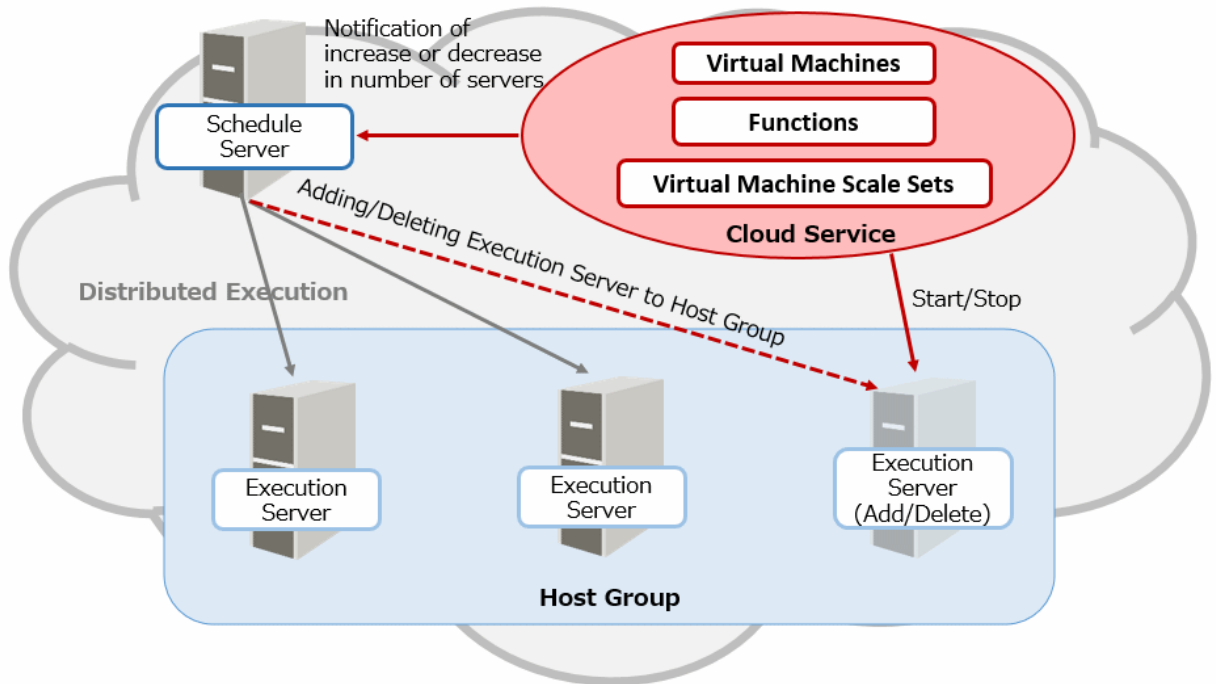 Notification of
increase or decrease
in number of servers
Schedule
Server
Virtual Machines
Functions
Virtual Machine Scale Sets
Cloud Service
Adding/Deleting Execution Server to Host Group
Distributed Execution
Start/Stop
Execution
Server
Execution
Server
Execution
Server
(Add/Delete)
Host Group